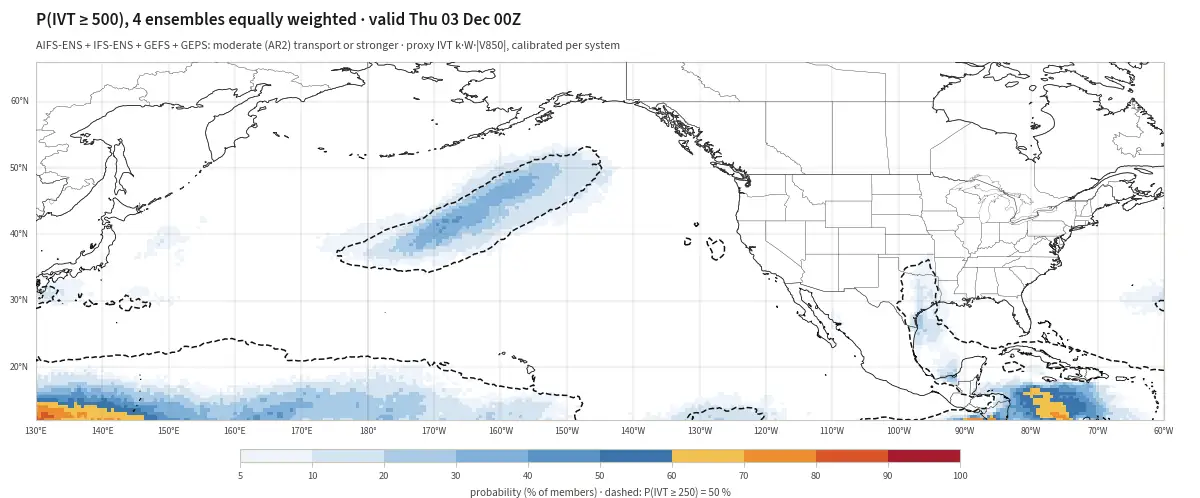 P(IVT ≥ 500), 4 ensembles equally weighted · valid Thu 03 Dec 00Z
AIFS-ENS + IFS-ENS + GEFS + GEPS: moderate (AR2) transport or stronger · proxy IVT k·W·|V850|, calibrated per system
60°N
50°N
40°N
30°N
20°N
130°E 140°E 150°E 160°E 180° 170°W 160°W 150°W 140°W 130°W 120°W 110°W 100°W 90°W 80°W 70°W 60°W
5 10 20 30 40 50 60 70 80 90 100
probability (% of members) · dashed: P(IVT ≥ 250) = 50 %